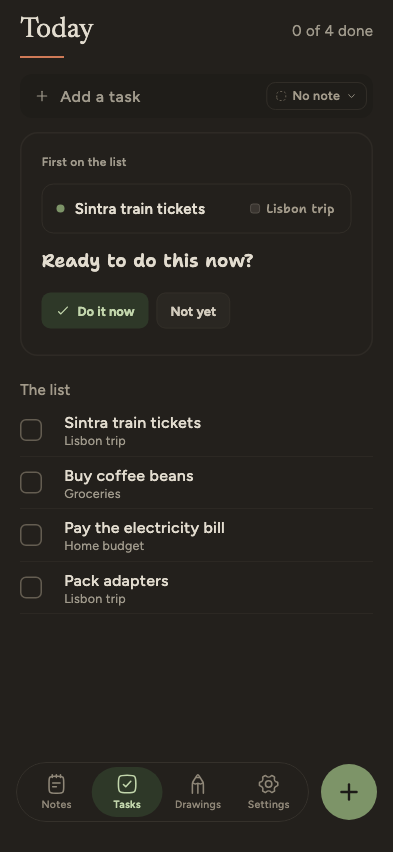 Today
0 of 4 done
Add a task
No note
First on the list
Sintra train tickets
Lisbon trip
Ready to do this now?
Do it now
Not yet
The list
Sintra train tickets
Lisbon trip
Buy coffee beans
Groceries
Pay the electricity bill
Home budget
Pack adapters
Lisbon trip
Notes
Tasks
Drawings
Settings